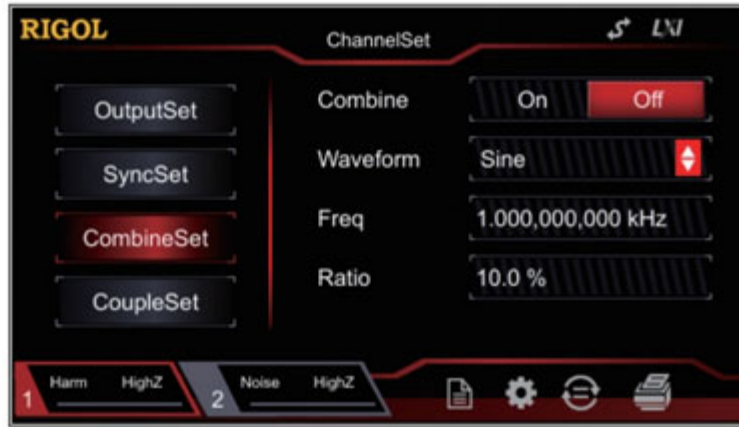 RIGOL
ChannelSet
LXI
OutputSet
SyncSet
CombineSet
CoupleSet
Combine
On
Off
Waveform
Sine
Freq
1.000,000,000 kHz
Ratio
10.0 %
1
Harm
HighZ
2
Noise
HighZ